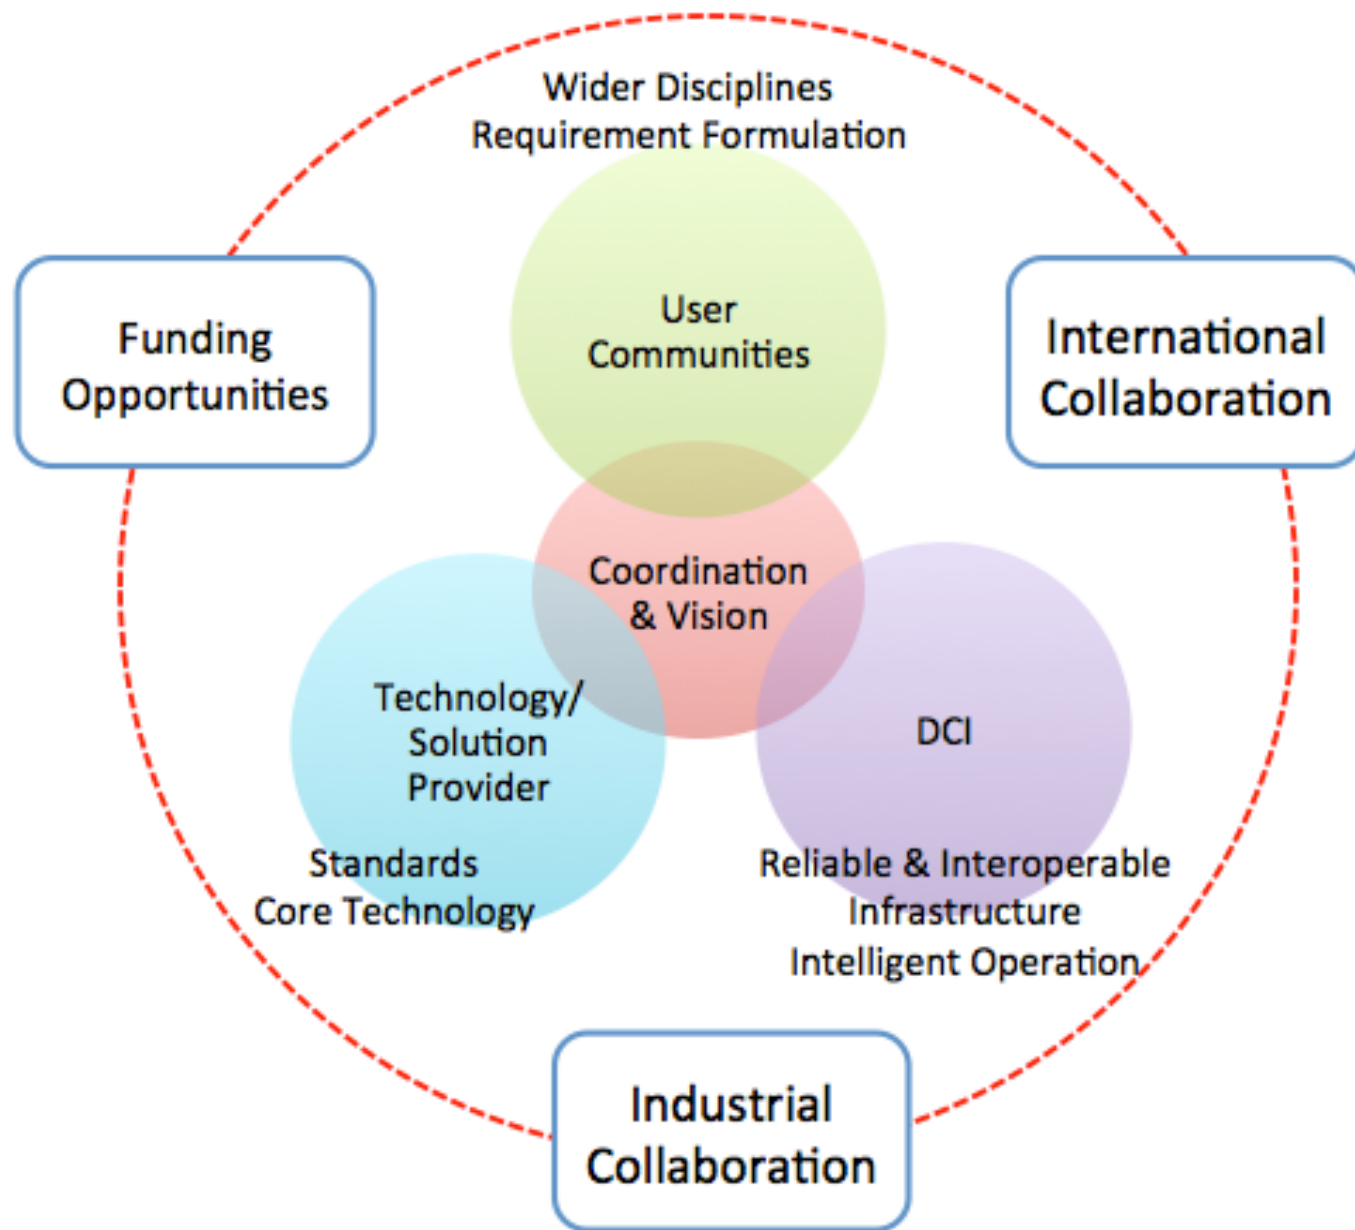 Wider Disciplines
Requirement Formulation
User
Communities
Funding
Opportunities
International
Collaboration
Coordination
& Vision
Technology/
Solution
Provider
DCI
Standards
Core Technology
Reliable & Interoperable
Infrastructure
Intelligent Operation
Industrial
Collaboration